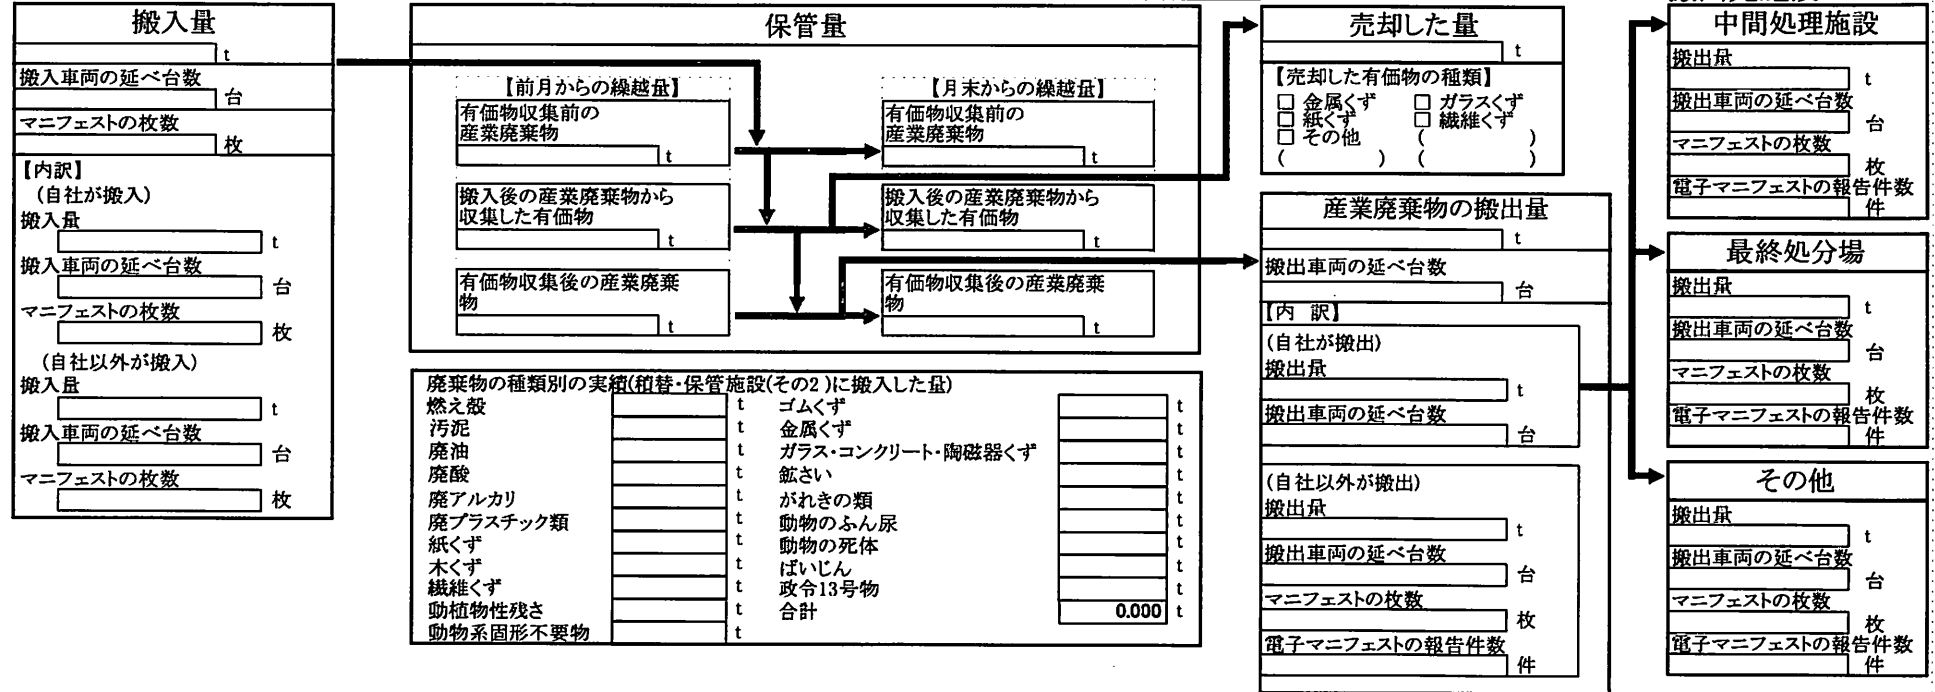 搬入量
t
搬入車両の延べ台数
台
マニフェストの枚数
枚
【内訳】
(自社が搬入)
搬入量
t
搬入車両の延べ台数
台
マニフェストの枚数
枚
(自社以外が搬入)
搬入量
t
搬入車両の延べ台数
台
マニフェストの枚数
枚
保管量
【前月からの繰越量】
有価物収集前の
産業廃棄物
t
搬入後の産業廃棄物から
収集した有価物
t
有価物収集後の産業廃棄
物
t
【月末からの繰越量】
有価物収集前の
産業廃棄物
t
搬入後の産業廃棄物から
収集した有価物
t
有価物収集後の産業廃棄
物
t
廃棄物の種類別の実績(積替・保管施設(その2)に搬入した量)
燃え殻 t
汚泥 t
廃油 t
廃酸 t
廃アルカリ t
廃プラスチック類 t
紙くず t
木くず t
繊維くず t
動植物性残さ t
動物系固形不要物 t
ゴムくず t
金属くず t
ガラス・コンクリート・陶磁器くず t
鉱さい t
がれきの類 t
動物のふん尿 t
動物の死体 t
ばいじん t
政令13号物 t
合計 0.000 t
売却した量
t
【売却した有価物の種類】
□ 金属くず □ ガラスくず
□ 紙くず □ 繊維くず
□ その他 ( )
( ) ( )
産業廃棄物の搬出量
t
搬出車両の延べ台数
台
【内 訳】
(自社が搬出)
搬出量
t
搬出車両の延べ台数
台
(自社以外が搬出)
搬出量
t
搬出車両の延べ台数
台
マニフェストの枚数
枚
電子マニフェストの報告件数
件
中間処理施設
搬出量
t
搬出車両の延べ台数
台
マニフェストの枚数
枚
電子マニフェストの報告件数
件
最終処分場
搬出量
t
搬出車両の延べ台数
台
マニフェストの枚数
枚
電子マニフェストの報告件数
件
その他
搬出量
t
搬出車両の延べ台数
台
マニフェストの枚数
枚
電子マニフェストの報告件数
件